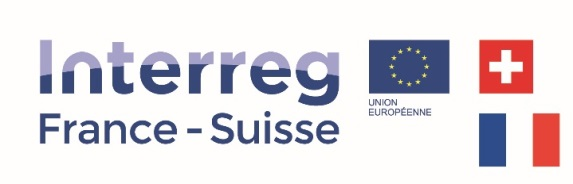 Interreg
France - Suisse
UNION
EUROPÉENNE